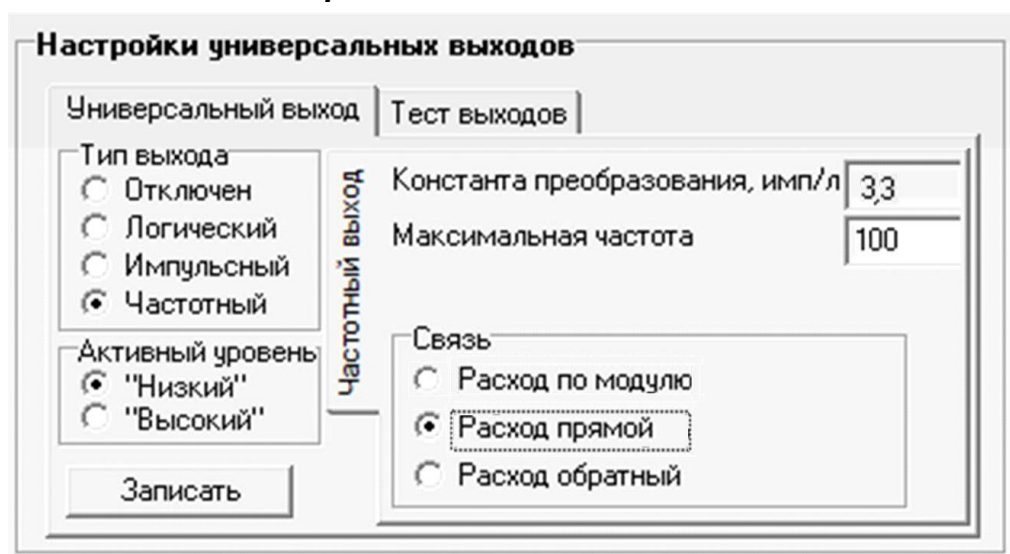 Настройки универсальных выходов
Универсальный выход
Тест выходов
Тип выхода
Отключен
Логический
Импульсный
Частотный
Активный уровень
"Низкий"
"Высокий"
Записать
Частотный выход
Константа преобразования, имп/л
3,3
Максимальная частота
100
Связь
Расход по модулю
Расход прямой
Расход обратный